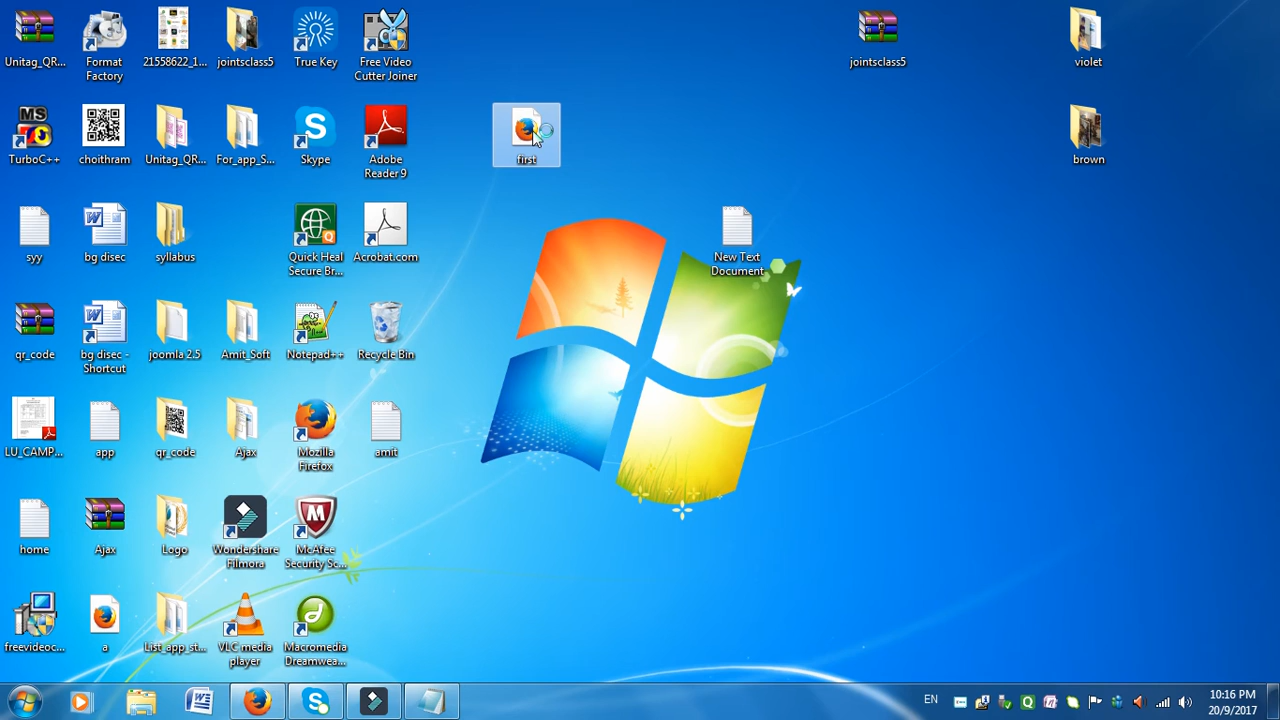 Unitag_QR...
Format
Factory
21558622_1...
jointsclass5
True Key
Free Video
Cutter Joiner
jointsclass5
violet
MS
TurboC++
choithram
Unitag_QR...
For_app_S...
Skype
Adobe
Reader 9
first
brown
syy
bg disec
syllabus
Quick Heal
Secure Br...
Acrobat.com
New Text
Document
qr_code
bg disec -
Shortcut
joomla 2.5
Amit_Soft
Notepad++
Recycle Bin
LU_CAMP...
app
qr_code
Ajax
Mozilla
Firefox
amit
home
Ajax
Logo
Wondershare
Filmora
McAfee
Security Sc...
freevideoc...
a
List_app_st...
VLC media
player
Macromedia
Dreamwea...
EN
10:16 PM
20/9/2017